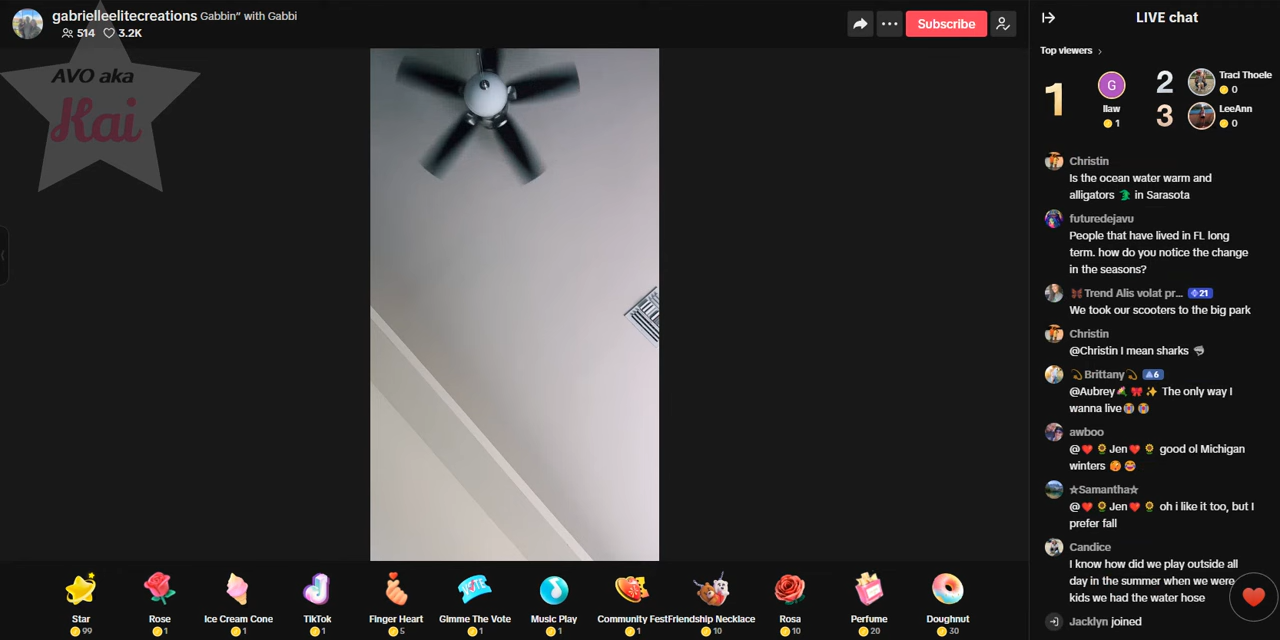 gabrielleelitecreations Gabbin" with Gabbi
514 3.2K
Subscribe
AVO aka
Kai
LIVE chat
Top viewers
1
G
llaw
1
2
Traci Thoele
0
3
LeeAnn
0
Christin
Is the ocean water warm and
alligators 🐊 in Sarasota
futuredejavu
People that have lived in FL long
term. how do you notice the change
in the seasons?
Trend Alis volat pr... 21
We took our scooters to the big park
Christin
@Christin I mean sharks 🦈
💫Brittany💫 6
@Aubrey ✨ The only way I
wanna live
awboo
@❤️🌻Jen❤️🌻 good ol Michigan
winters
☆Samantha☆
@❤️🌻Jen❤️🌻 oh i like it too, but I
prefer fall
Candice
I know how did we play outside all
day in the summer when we were
kids we had the water hose
Jacklyn joined
Star
99
Rose
1
Ice Cream Cone
1
TikTok
1
Finger Heart
5
VOTE
Gimme The Vote
1
Music Play
1
Community Fest
1
Friendship Necklace
10
Rosa
10
Perfume
20
Doughnut
30